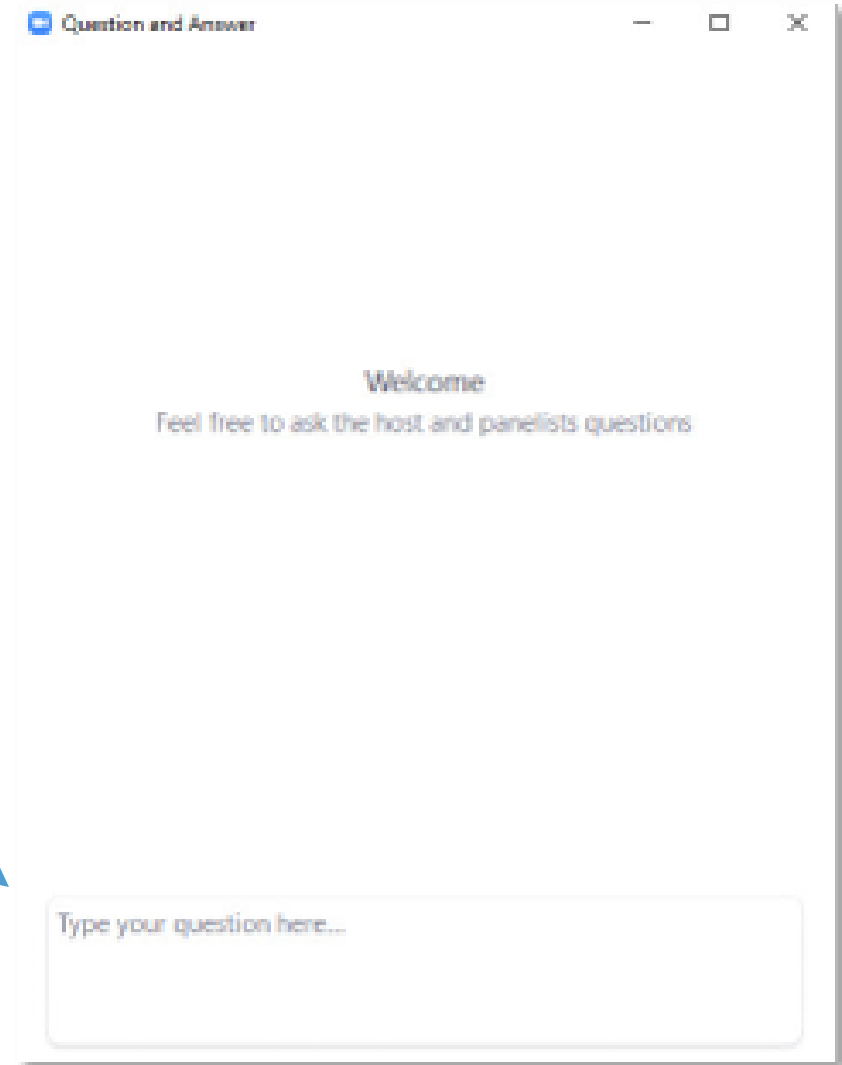 Question and Answer
Welcome
Feel free to ask the host and panelists questions
Type your question here...